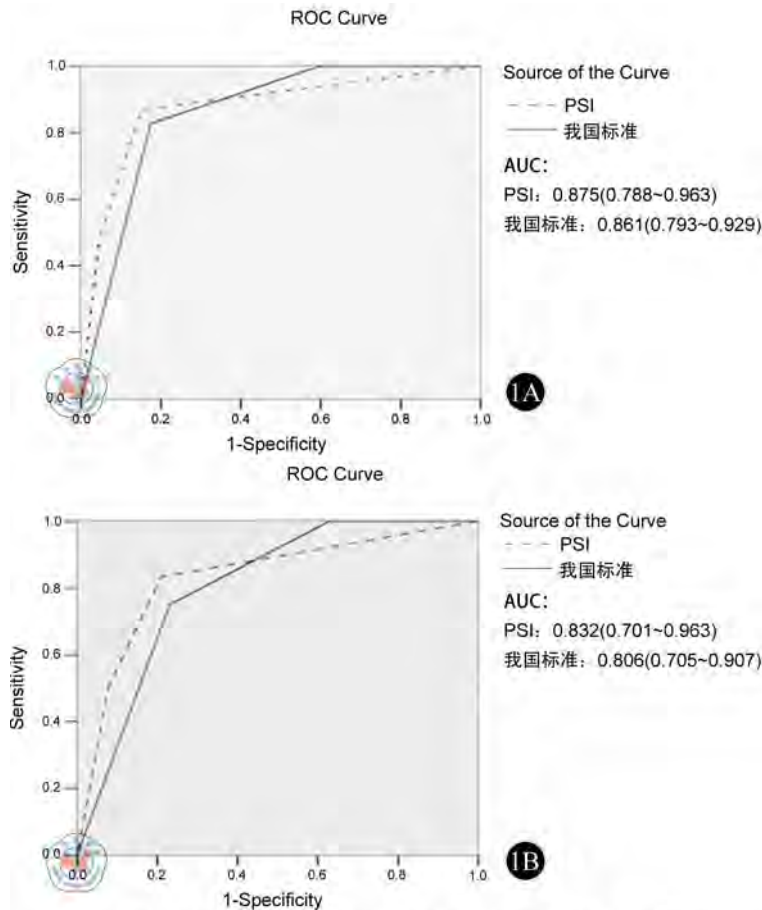 ROC Curve
1.0
0.8
0.6
0.4
0.2
0.0
Sensitivity
0.0 0.2 0.4 0.6 0.8 1.0
1-Specificity
Source of the Curve
PSI
我国标准
AUC:
PSI: 0.875(0.788~0.963)
我国标准: 0.861(0.793~0.929)
1A
ROC Curve
1.0
0.8
0.6
0.4
0.2
0.0
Sensitivity
0.0 0.2 0.4 0.6 0.8 1.0
1-Specificity
Source of the Curve
PSI
我国标准
AUC:
PSI: 0.832(0.701~0.963)
我国标准: 0.806(0.705~0.907)
1B